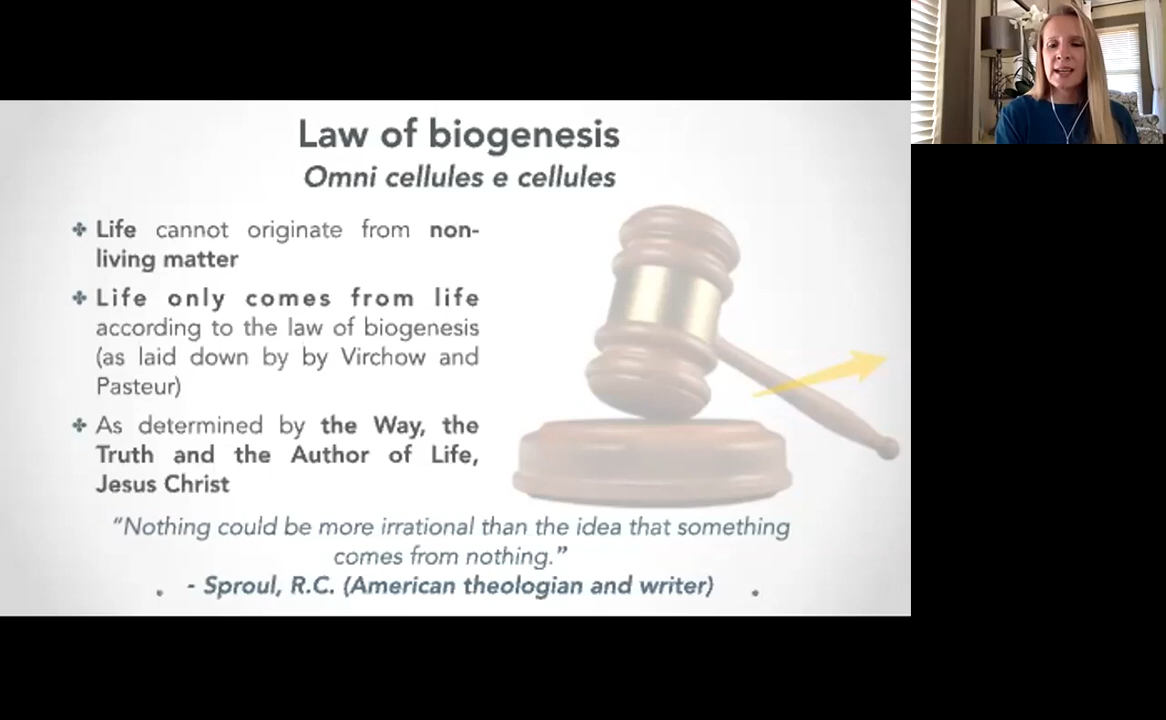 Law of biogenesis
Omni cellules e cellules
Life cannot originate from non-
living matter
Life only comes from life
according to the law of biogenesis
(as laid down by by Virchow and
Pasteur)
As determined by the Way, the
Truth and the Author of Life,
Jesus Christ
“Nothing could be more irrational than the idea that something
comes from nothing.”
- Sproul, R.C. (American theologian and writer)